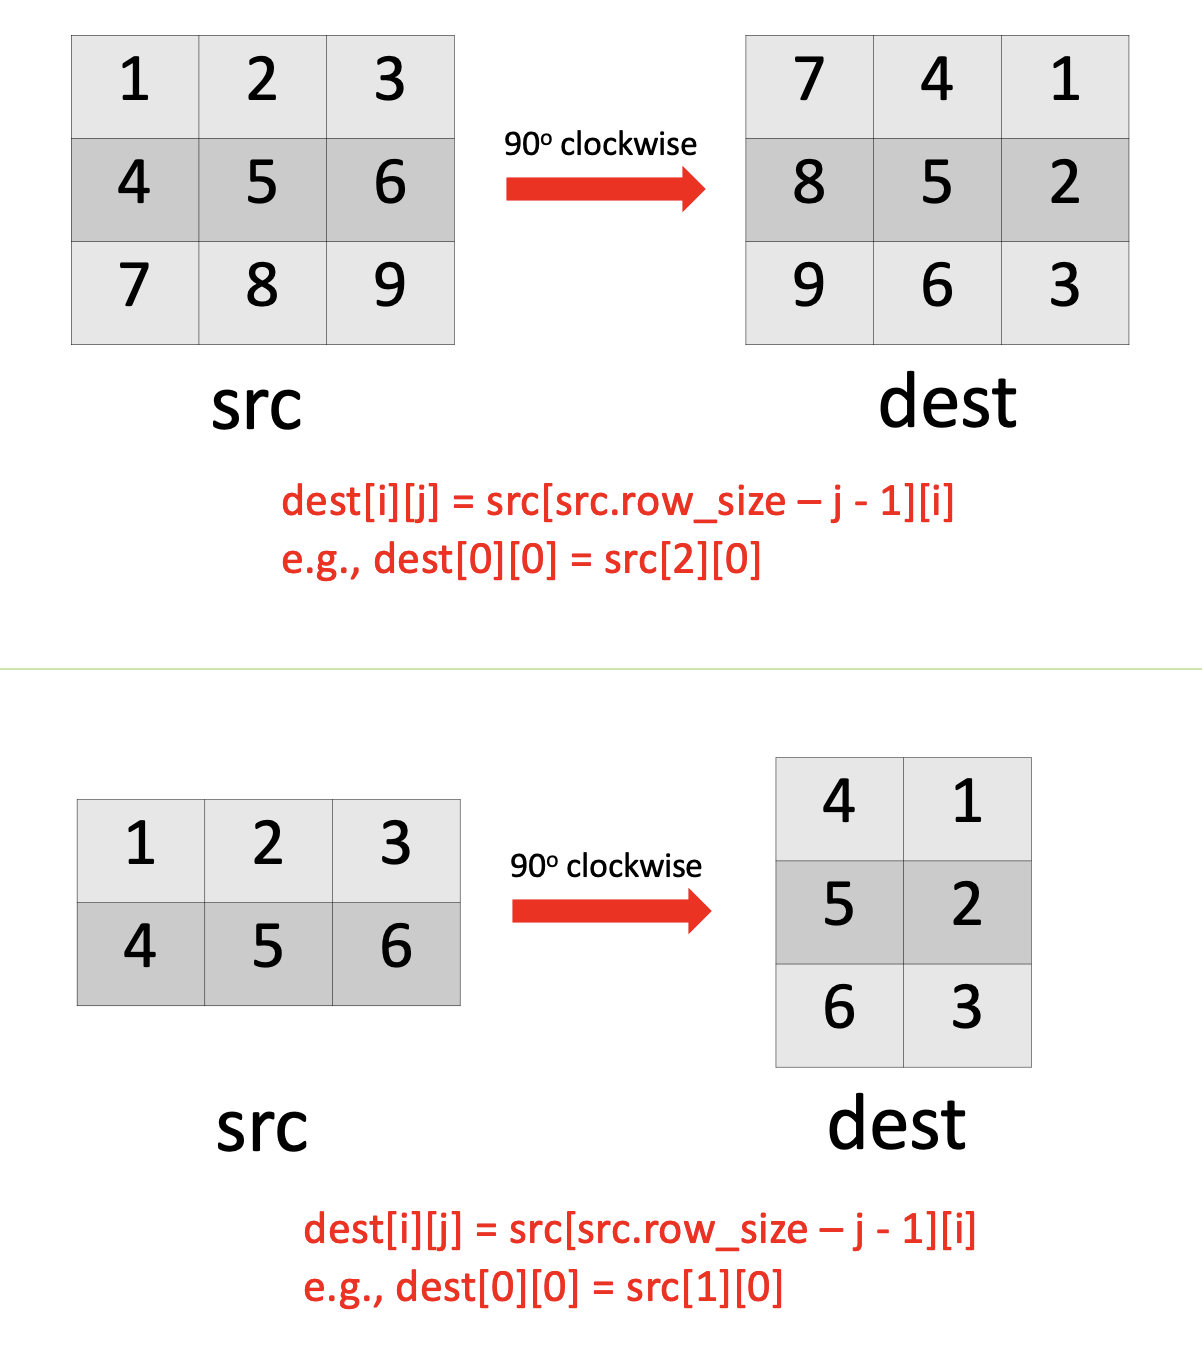 1 2 3
4 5 6
7 8 9
src
90º clockwise
7 4 1
8 5 2
9 6 3
dest
dest[i][j] = src[src.row_size – j - 1][i]
e.g., dest[0][0] = src[2][0]
1 2 3
4 5 6
src
90º clockwise
4 1
5 2
6 3
dest
dest[i][j] = src[src.row_size – j - 1][i]
e.g., dest[0][0] = src[1][0]